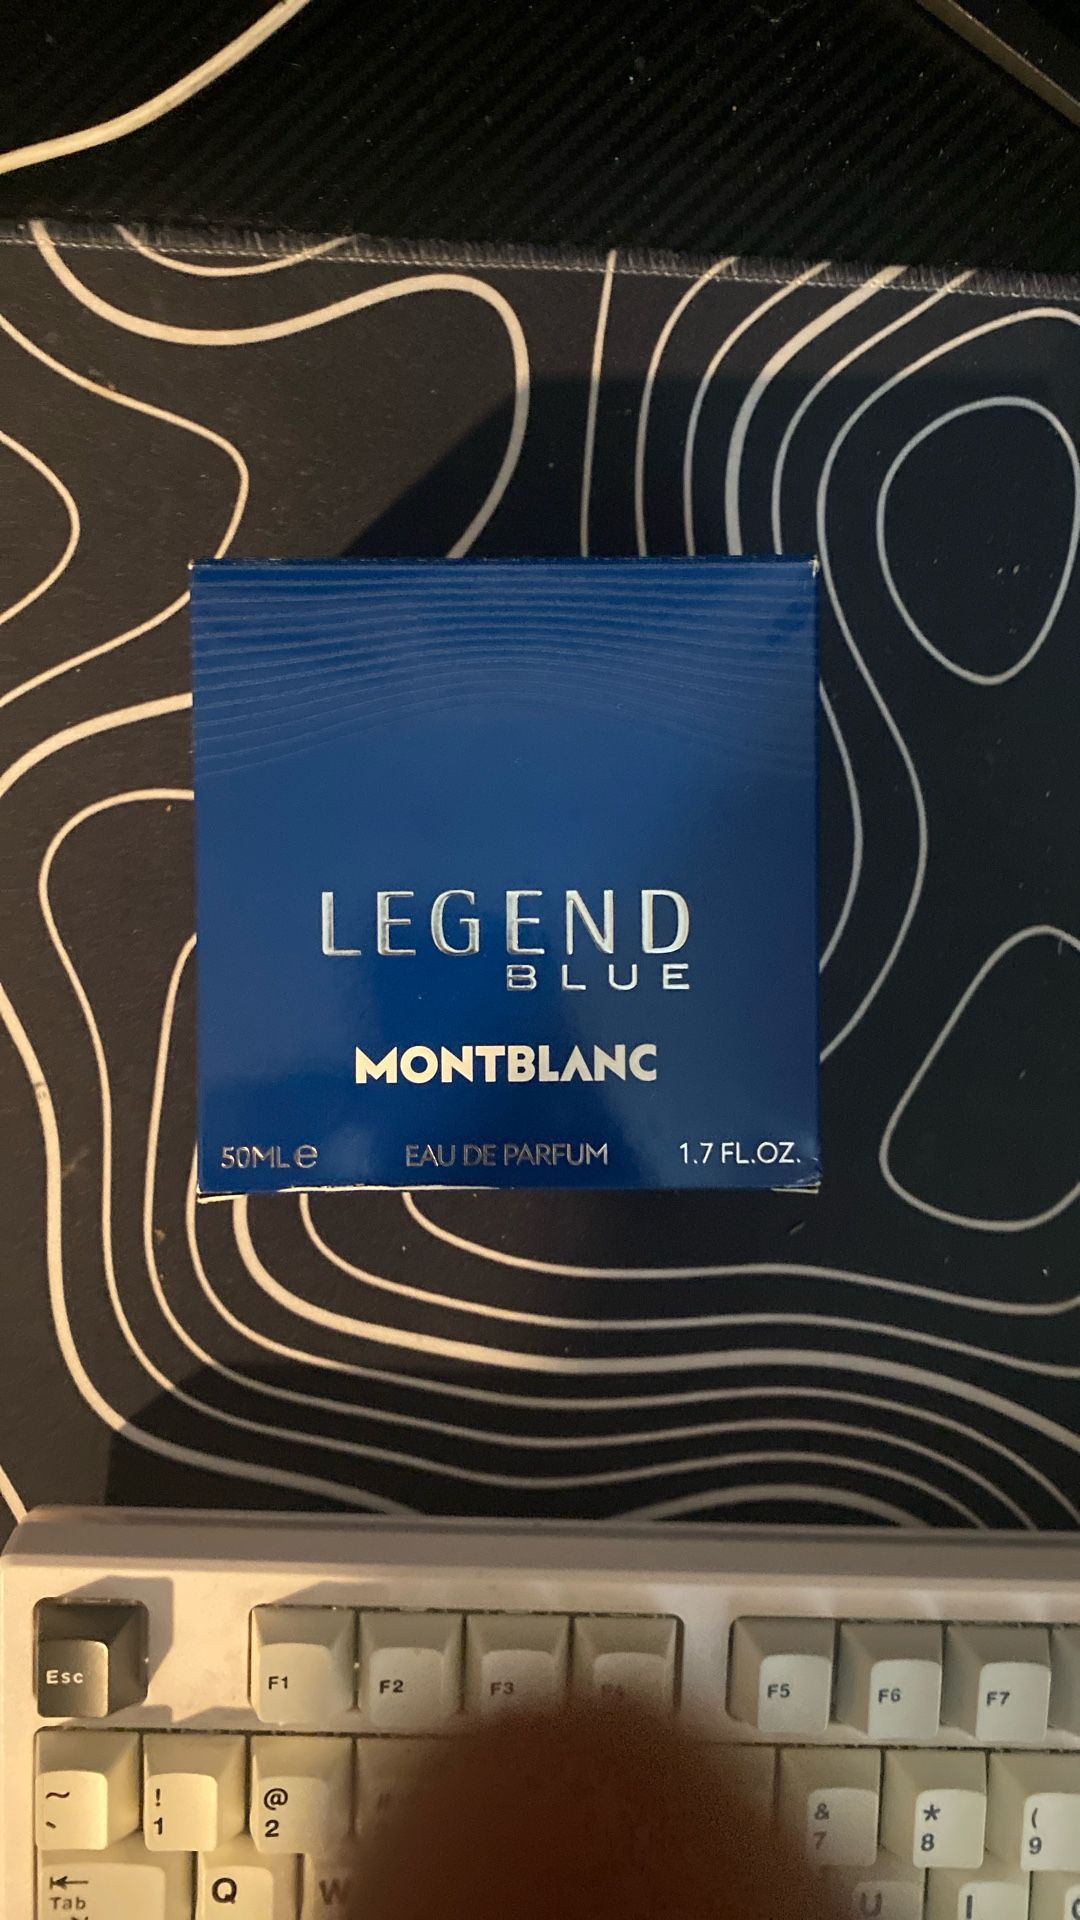 LEGEND
BLUE
MONTBLANC
50ML e EAU DE PARFUM 1.7 FL.OZ.
Esc F1 F2 F3 F5 F6 F7
~ ! @ & * (
` 1 2 7 8 9
Tab Q W U I